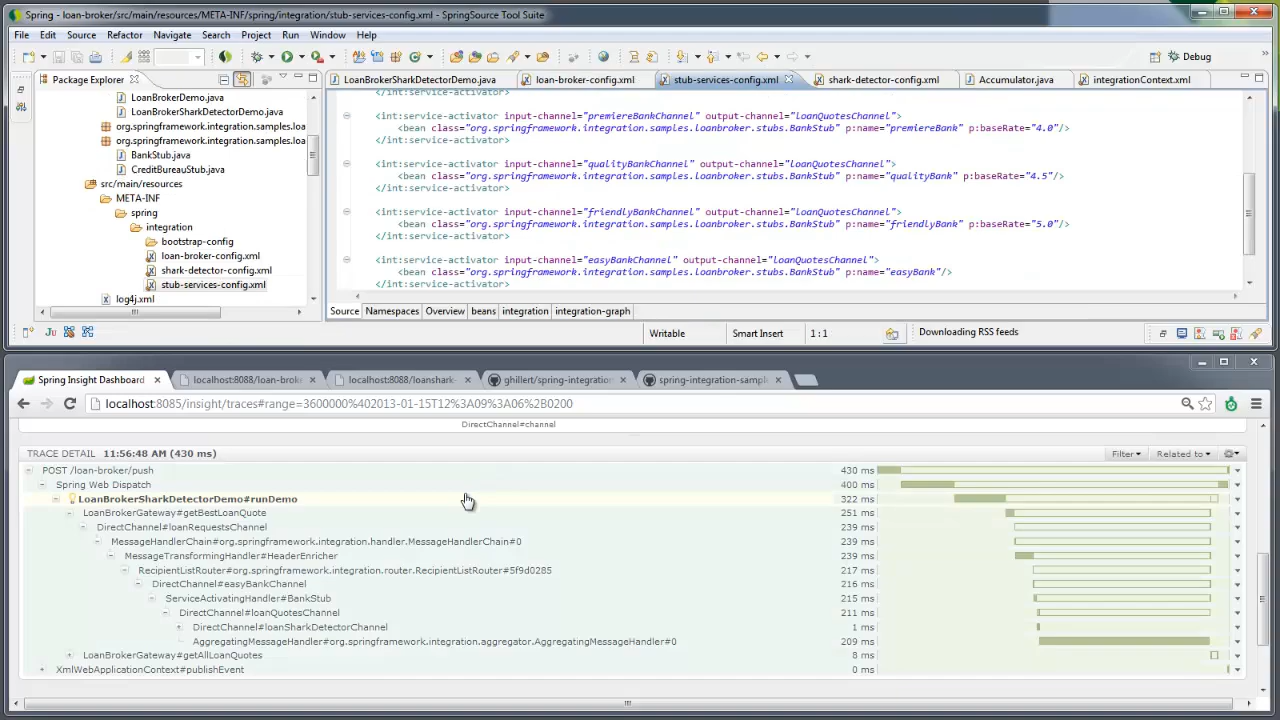 Spring - loan-broker/src/main/resources/META-INF/spring/integration/stub-services-config.xml - SpringSource Tool Suite
File Edit Source Refactor Navigate Search Project Run Window Help
Debug
Package Explorer
LoanBrokerSharkDetectorDemo.java loan-broker-config.xml stub-services-config.xml shark-detector-config.xml Accumulator.java integrationContext.xml
LoanBrokerDemo.java
LoanBrokerSharkDetectorDemo.java
org.springframework.integration.samples.loa
org.springframework.integration.samples.loa
BankStub.java
CreditBureauStub.java
src/main/resources
META-INF
spring
integration
bootstrap-config
loan-broker-config.xml
shark-detector-config.xml
stub-services-config.xml
log4j.xml
</int:service-activator>
<int:service-activator input-channel="premiereBankChannel" output-channel="loanQuotesChannel">
<bean class="org.springframework.integration.samples.loanbroker.stubs.BankStub" p:name="premiereBank" p:baseRate="4.0"/>
</int:service-activator>
<int:service-activator input-channel="qualityBankChannel" output-channel="loanQuotesChannel">
<bean class="org.springframework.integration.samples.loanbroker.stubs.BankStub" p:name="qualityBank" p:baseRate="4.5"/>
</int:service-activator>
<int:service-activator input-channel="friendlyBankChannel" output-channel="loanQuotesChannel">
<bean class="org.springframework.integration.samples.loanbroker.stubs.BankStub" p:name="friendlyBank" p:baseRate="5.0"/>
</int:service-activator>
<int:service-activator input-channel="easyBankChannel" output-channel="loanQuotesChannel">
<bean class="org.springframework.integration.samples.loanbroker.stubs.BankStub" p:name="easyBank"/>
</int:service-activator>
Source Namespaces Overview beans integration integration-graph
Writable Smart Insert 1 : 1 Downloading RSS feeds
Spring Insight Dashboard localhost:8088/loan-brok localhost:8088/loanshark- ghillert/spring-integration spring-integration-sampl
localhost:8085/insight/traces#range=3600000%402013-01-15T12%3A09%3A06%2B0200
DirectChannel#channel
TRACE DETAIL 11:56:48 AM (430 ms) Filter Related to
POST /loan-broker/push 430 ms
Spring Web Dispatch 400 ms
LoanBrokerSharkDetectorDemo#runDemo 322 ms
LoanBrokerGateway#getBestLoanQuote 251 ms
DirectChannel#loanRequestsChannel 239 ms
MessageHandlerChain#org.springframework.integration.handler.MessageHandlerChain#0 239 ms
MessageTransformingHandler#HeaderEnricher 239 ms
RecipientListRouter#org.springframework.integration.router.RecipientListRouter#5f9d0285 217 ms
DirectChannel#easyBankChannel 216 ms
ServiceActivatingHandler#BankStub 215 ms
DirectChannel#loanQuotesChannel 211 ms
DirectChannel#loanSharkDetectorChannel 1 ms
AggregatingMessageHandler#org.springframework.integration.aggregator.AggregatingMessageHandler#0 209 ms
LoanBrokerGateway#getAllLoanQuotes 8 ms
XmlWebApplicationContext#publishEvent 0 ms